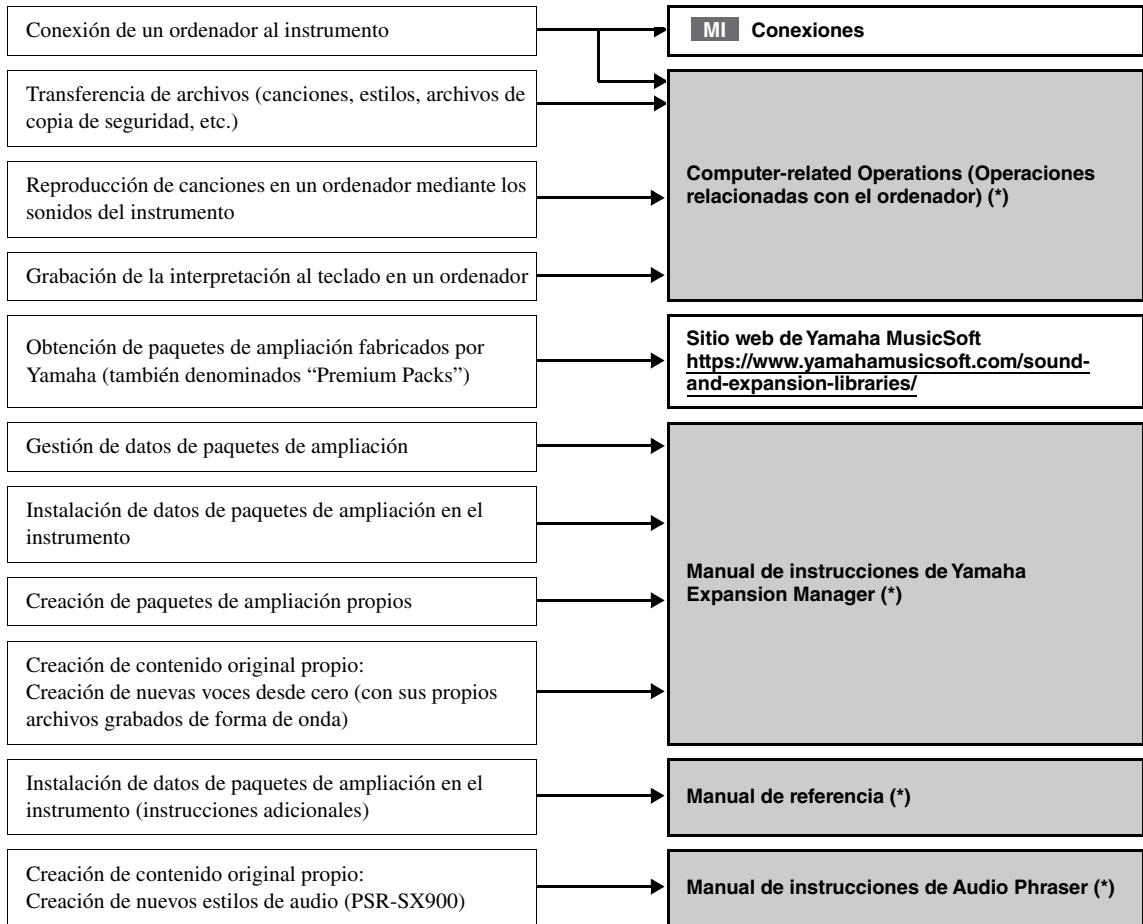 Conexión de un ordenador al instrumento
MI Conexiones
Transferencia de archivos (canciones, estilos, archivos de
copia de seguridad, etc.)
Reproducción de canciones en un ordenador mediante los
sonidos del instrumento
Grabación de la interpretación al teclado en un ordenador
Computer-related Operations (Operaciones
relacionadas con el ordenador) (*)
Obtención de paquetes de ampliación fabricados por
Yamaha (también denominados “Premium Packs”)
Sitio web de Yamaha MusicSoft
https://www.yamahamusicsoft.com/sound-
and-expansion-libraries/
Gestión de datos de paquetes de ampliación
Instalación de datos de paquetes de ampliación en el
instrumento
Creación de paquetes de ampliación propios
Creación de contenido original propio:
Creación de nuevas voces desde cero (con sus propios
archivos grabados de forma de onda)
Manual de instrucciones de Yamaha
Expansion Manager (*)
Instalación de datos de paquetes de ampliación en el
instrumento (instrucciones adicionales)
Manual de referencia (*)
Creación de contenido original propio:
Creación de nuevos estilos de audio (PSR-SX900)
Manual de instrucciones de Audio Phraser (*)